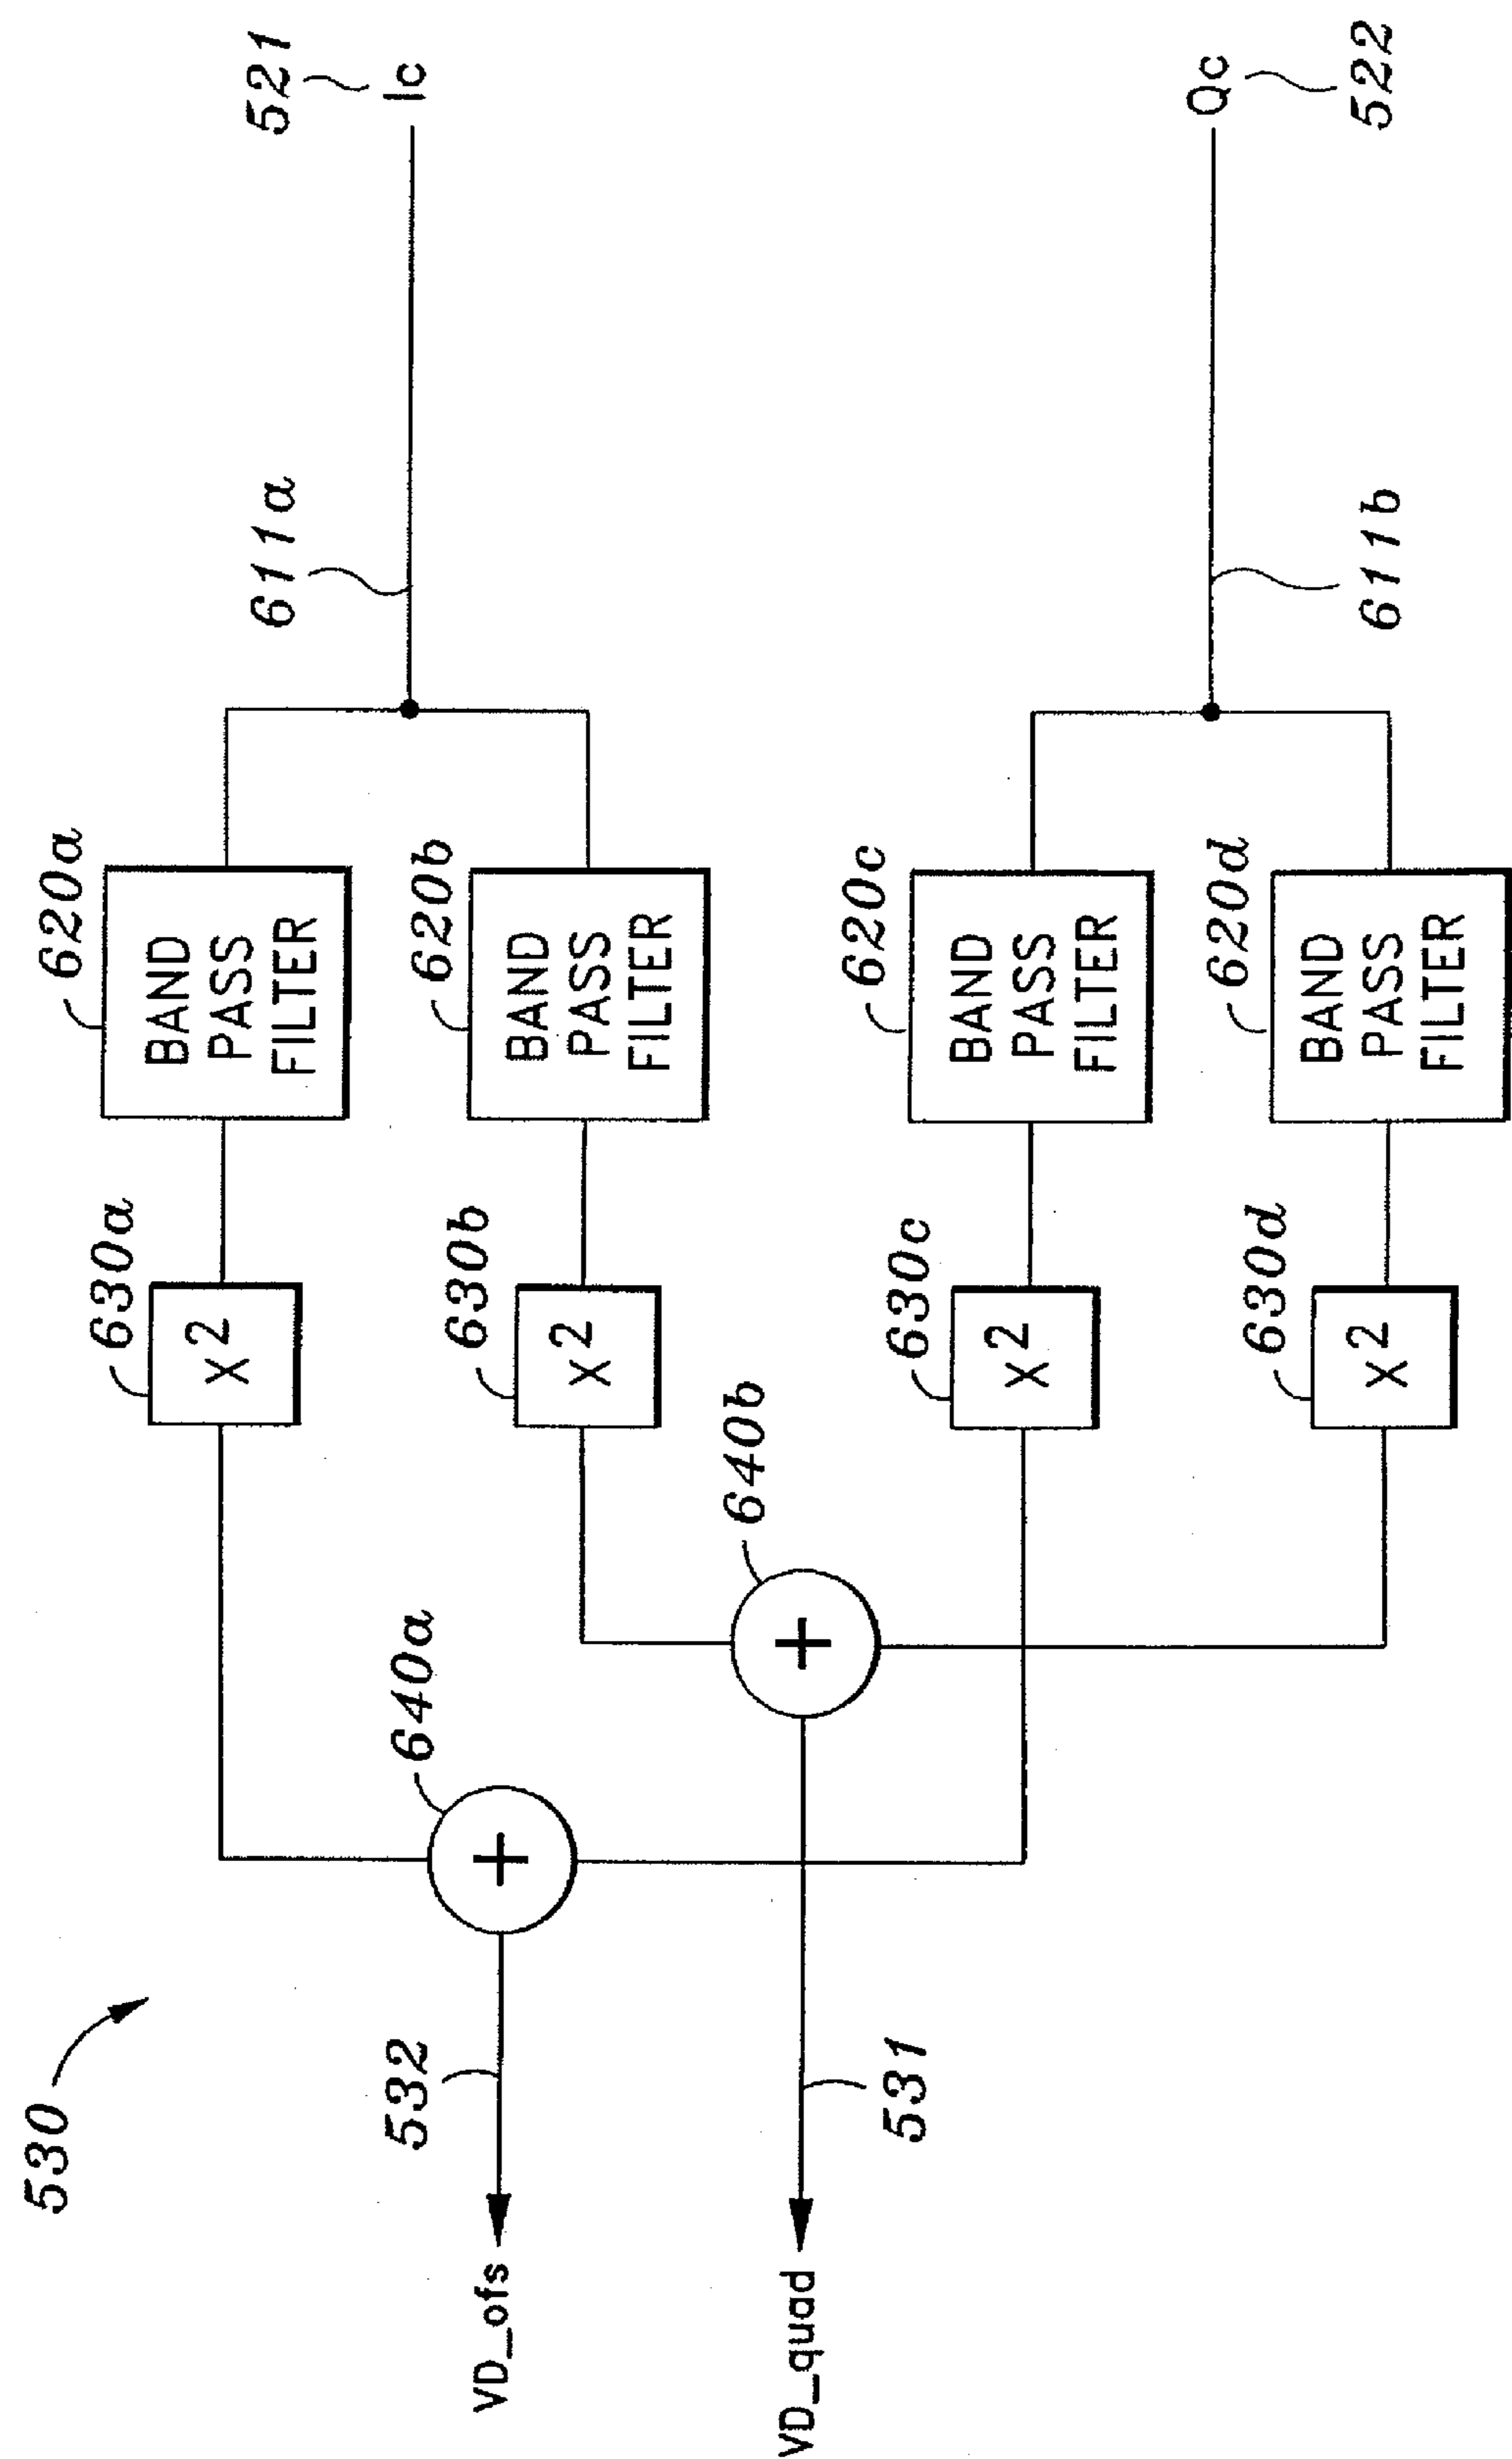 530
532
VD_ofs
531
VD_quad
640a
+
640b
+
630a
X2
630b
X2
630c
X2
630d
X2
620a
BAND
PASS
FILTER
620b
BAND
PASS
FILTER
620c
BAND
PASS
FILTER
620d
BAND
PASS
FILTER
611a
611b
521
Ic
Qc
522